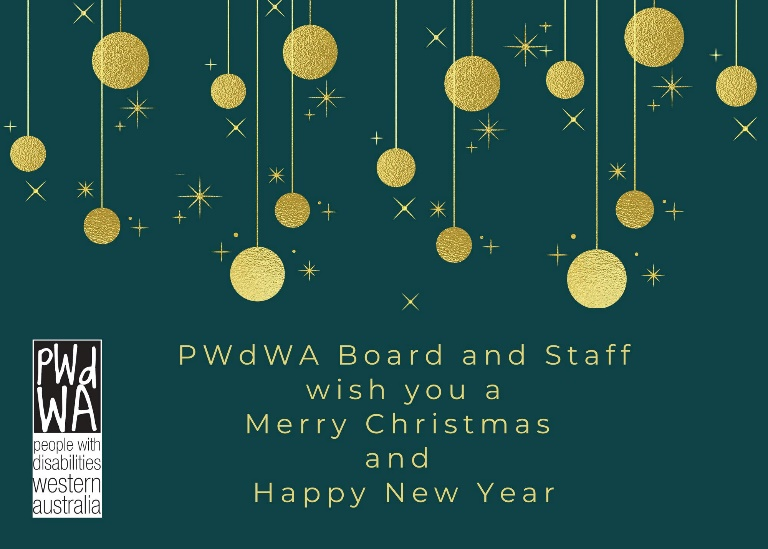 PWdWA Board and Staff
wish you a
Merry Christmas
and
Happy New Year
PWd
WA
people with
disabilities
western
australia